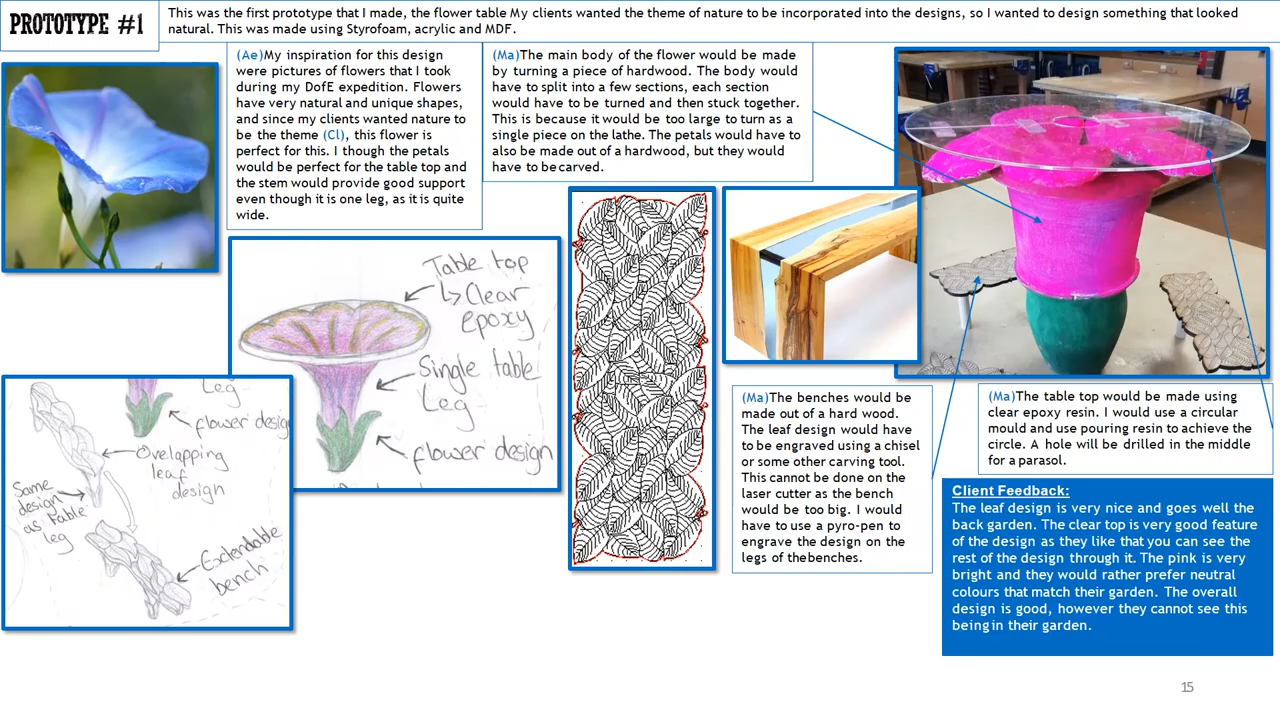 PROTOTYPE #1
This was the first prototype that I made, the flower table My clients wanted the theme of nature to be incorporated into the designs, so I wanted to design something that looked
natural. This was made using Styrofoam, acrylic and MDF.
(Ae)My inspiration for this design
were pictures of flowers that I took
during my DofE expedition. Flowers
have very natural and unique shapes,
and since my clients wanted nature to
be the theme (Cl), this flower is
perfect for this. I though the petals
would be perfect for the table top and
the stem would provide good support
even though it is one leg, as it is quite
wide.
(Ma)The main body of the flower would be made
by turning a piece of hardwood. The body would
have to split into a few sections, each section
would have to be turned and then stuck together.
This is because it would be too large to turn as a
single piece on the lathe. The petals would have to
also be made out of a hardwood, but they would
have to be carved.
Table top
↳ Clear
epoxy
Single table
Leg
flower design
Leg
flower design
Overlapping
leaf
design
Same
design
as table
leg
Extendable
bench
(Ma)The benches would be
made out of a hard wood.
The leaf design would have
to be engraved using a chisel
or some other carving tool.
This cannot be done on the
laser cutter as the bench
would be too big. I would
have to use a pyro-pen to
engrave the design on the
legs of thebenches.
(Ma)The table top would be made using
clear epoxy resin. I would use a circular
mould and use pouring resin to achieve the
circle. A hole will be drilled in the middle
for a parasol.
Client Feedback:
The leaf design is very nice and goes well the
back garden. The clear top is very good feature
of the design as they like that you can see the
rest of the design through it. The pink is very
bright and they would rather prefer neutral
colours that match their garden. The overall
design is good, however they cannot see this
being in their garden.
15